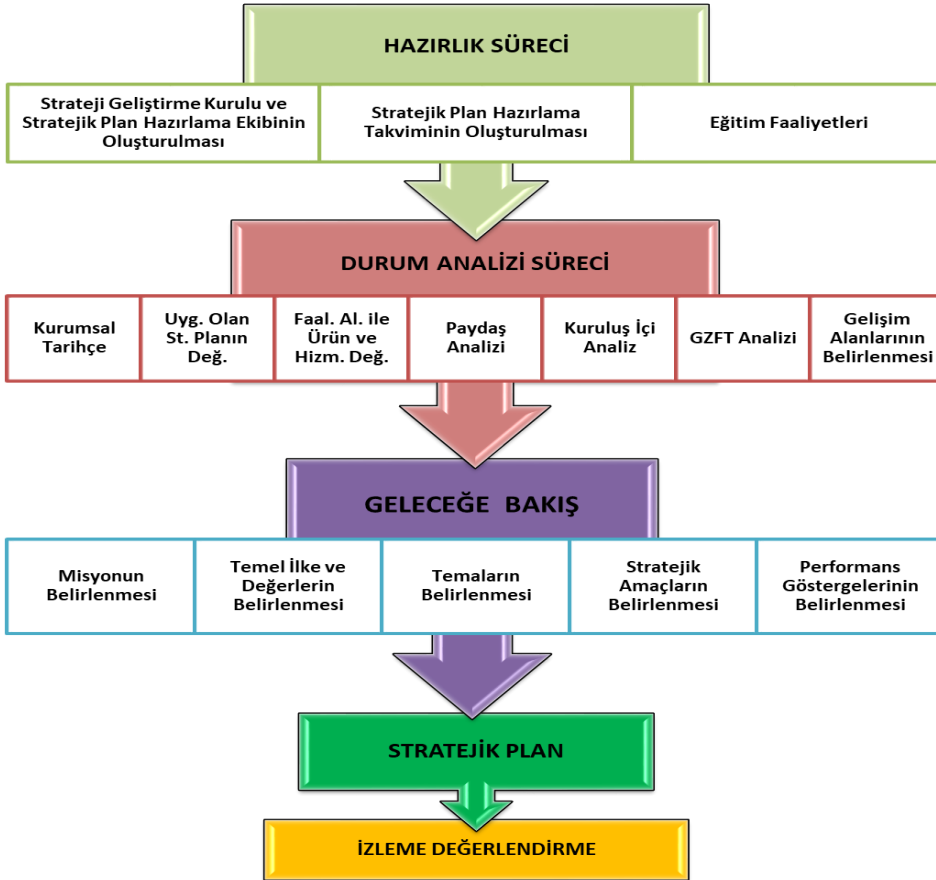 HAZIRLIK SÜRECİ
Strateji Geliştirme Kurulu ve
Stratejik Plan Hazırlama Ekibinin
Oluşturulması
Stratejik Plan Hazırlama
Takviminin Oluşturulması
Eğitim Faaliyetleri
DURUM ANALİZİ SÜRECİ
Kurumsal
Tarihçe
Uyg. Olan
St. Planın
Değ.
Faal. Al. ile
Ürün ve
Hizm. Değ.
Paydaş
Analizi
Kuruluş İçi
Analiz
GZFT Analizi
Gelişim
Alanlarının
Belirlenmesi
GELECEĞE BAKIŞ
Misyonun
Belirlenmesi
Temel İlke ve
Değerlerin
Belirlenmesi
Temaların
Belirlenmesi
Stratejik
Amaçların
Belirlenmesi
Performans
Göstergelerinin
Belirlenmesi
STRATEJİK PLAN
İZLEME DEĞERLENDİRME